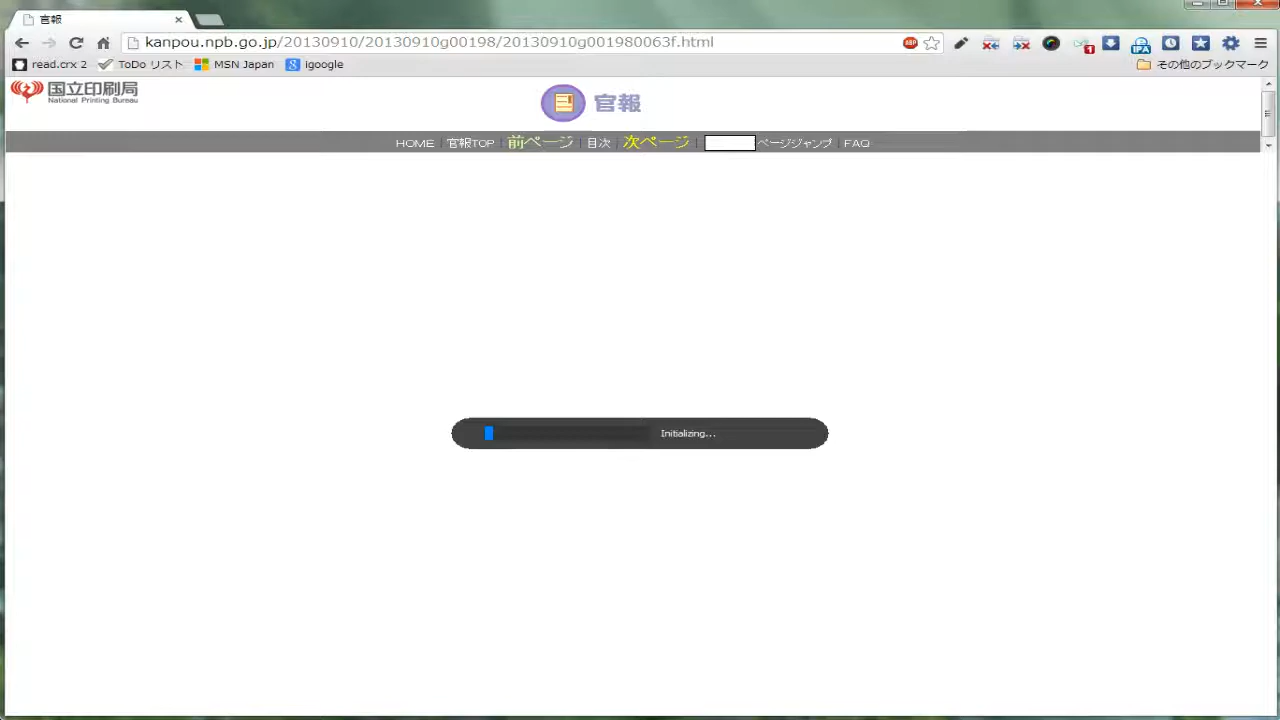 官報
kanpou.npb.go.jp/20130910/20130910g00198/20130910g001980063f.html
ABP
1
IPA
read.crx 2 ToDo リスト MSN Japan igoogle その他のブックマーク
国立印刷局
National Printing Bureau
官報
HOME | 官報TOP | 前ページ | 目次 | 次ページ | ページジャンプ | FAQ
Initializing...